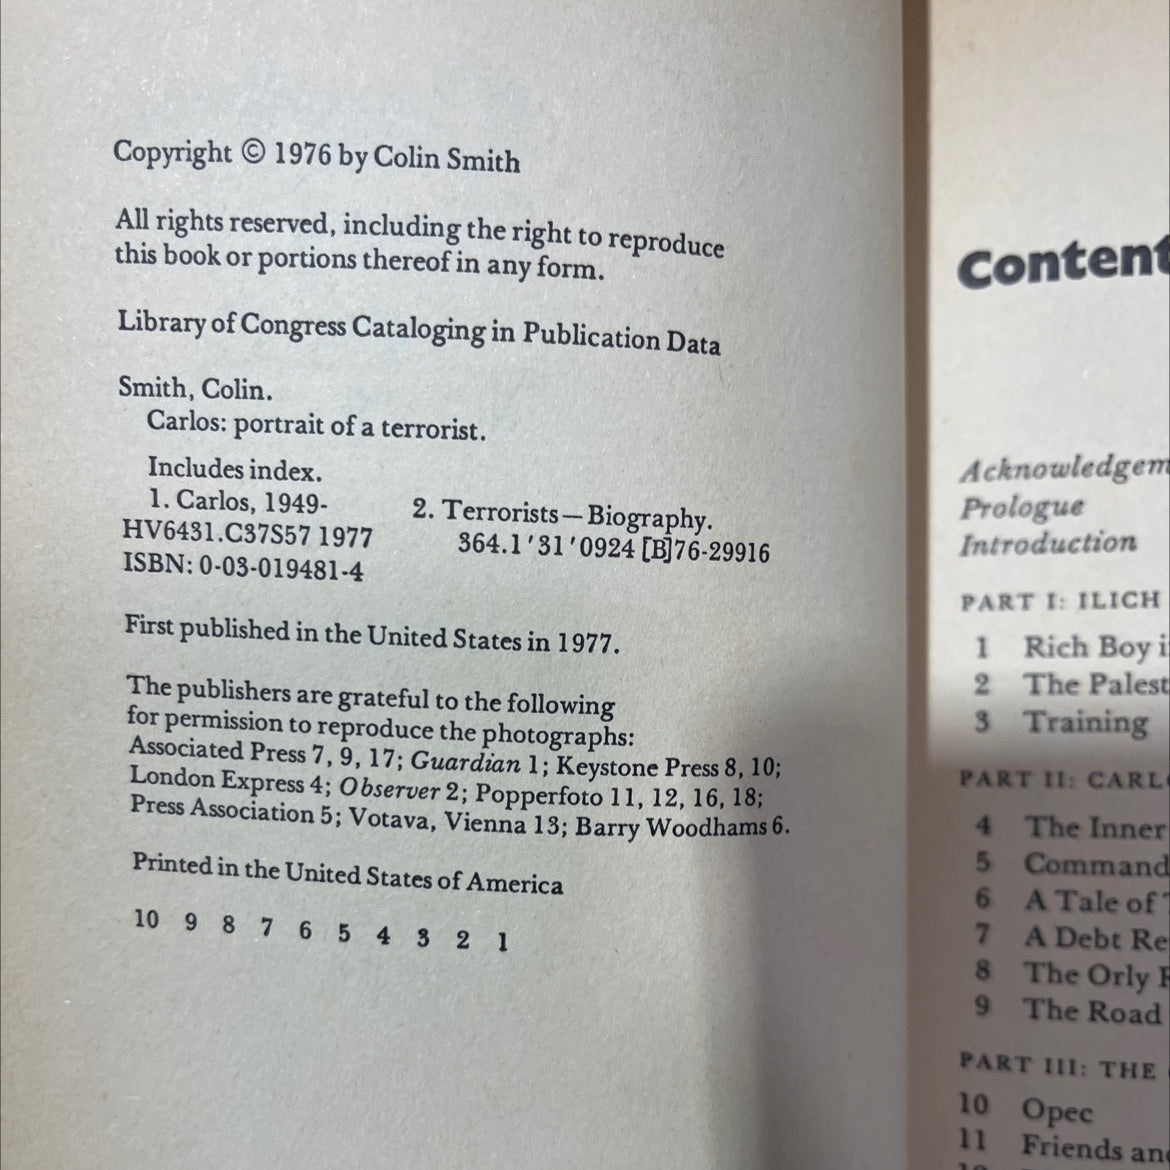 Copyright © 1976 by Colin Smith
All rights reserved, including the right to reproduce
this book or portions thereof in any form.
Library of Congress Cataloging in Publication Data
Smith, Colin.
Carlos: portrait of a terrorist.
Includes index.
1. Carlos, 1949- 2. Terrorists—Biography.
HV6431.C37S57 1977 364.1'31'0924 [B]76-29916
ISBN: 0-03-019481-4
First published in the United States in 1977.
The publishers are grateful to the following
for permission to reproduce the photographs:
Associated Press 7, 9, 17; Guardian 1; Keystone Press 8, 10;
London Express 4; Observer 2; Popperfoto 11, 12, 16, 18;
Press Association 5; Votava, Vienna 13; Barry Woodhams 6.
Printed in the United States of America
10 9 8 7 6 5 4 3 2 1
Content
Acknowledgem
Prologue
Introduction
PART I: ILICH
1 Rich Boy i
2 The Palest
3 Training
PART II: CARL
4 The Inner
5 Command
6 A Tale of
7 A Debt Re
8 The Orly
9 The Road
PART III: THE
10 Opec
11 Friends an